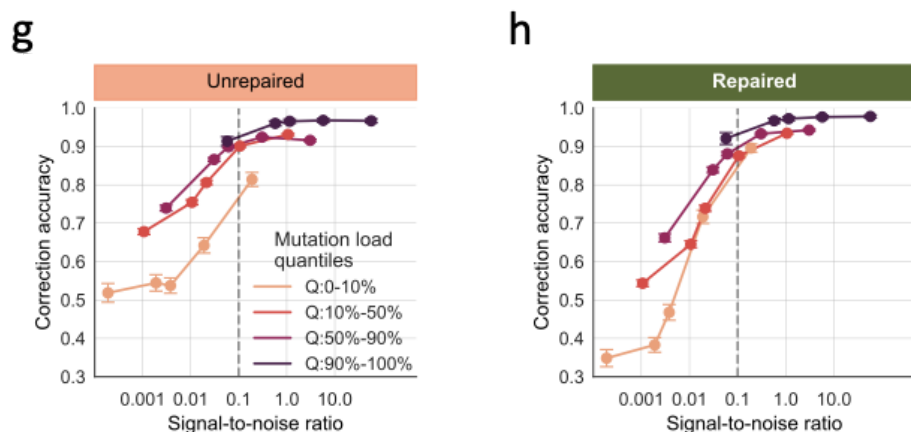 g
Unrepaired
Correction accuracy
1.0
0.9
0.8
0.7
0.6
0.5
0.4
0.3
Mutation load
quantiles
Q:0-10%
Q:10%-50%
Q:50%-90%
Q:90%-100%
0.001 0.01 0.1 1.0 10.0
Signal-to-noise ratio
h
Repaired
Correction accuracy
1.0
0.9
0.8
0.7
0.6
0.5
0.4
0.3
0.001 0.01 0.1 1.0 10.0
Signal-to-noise ratio